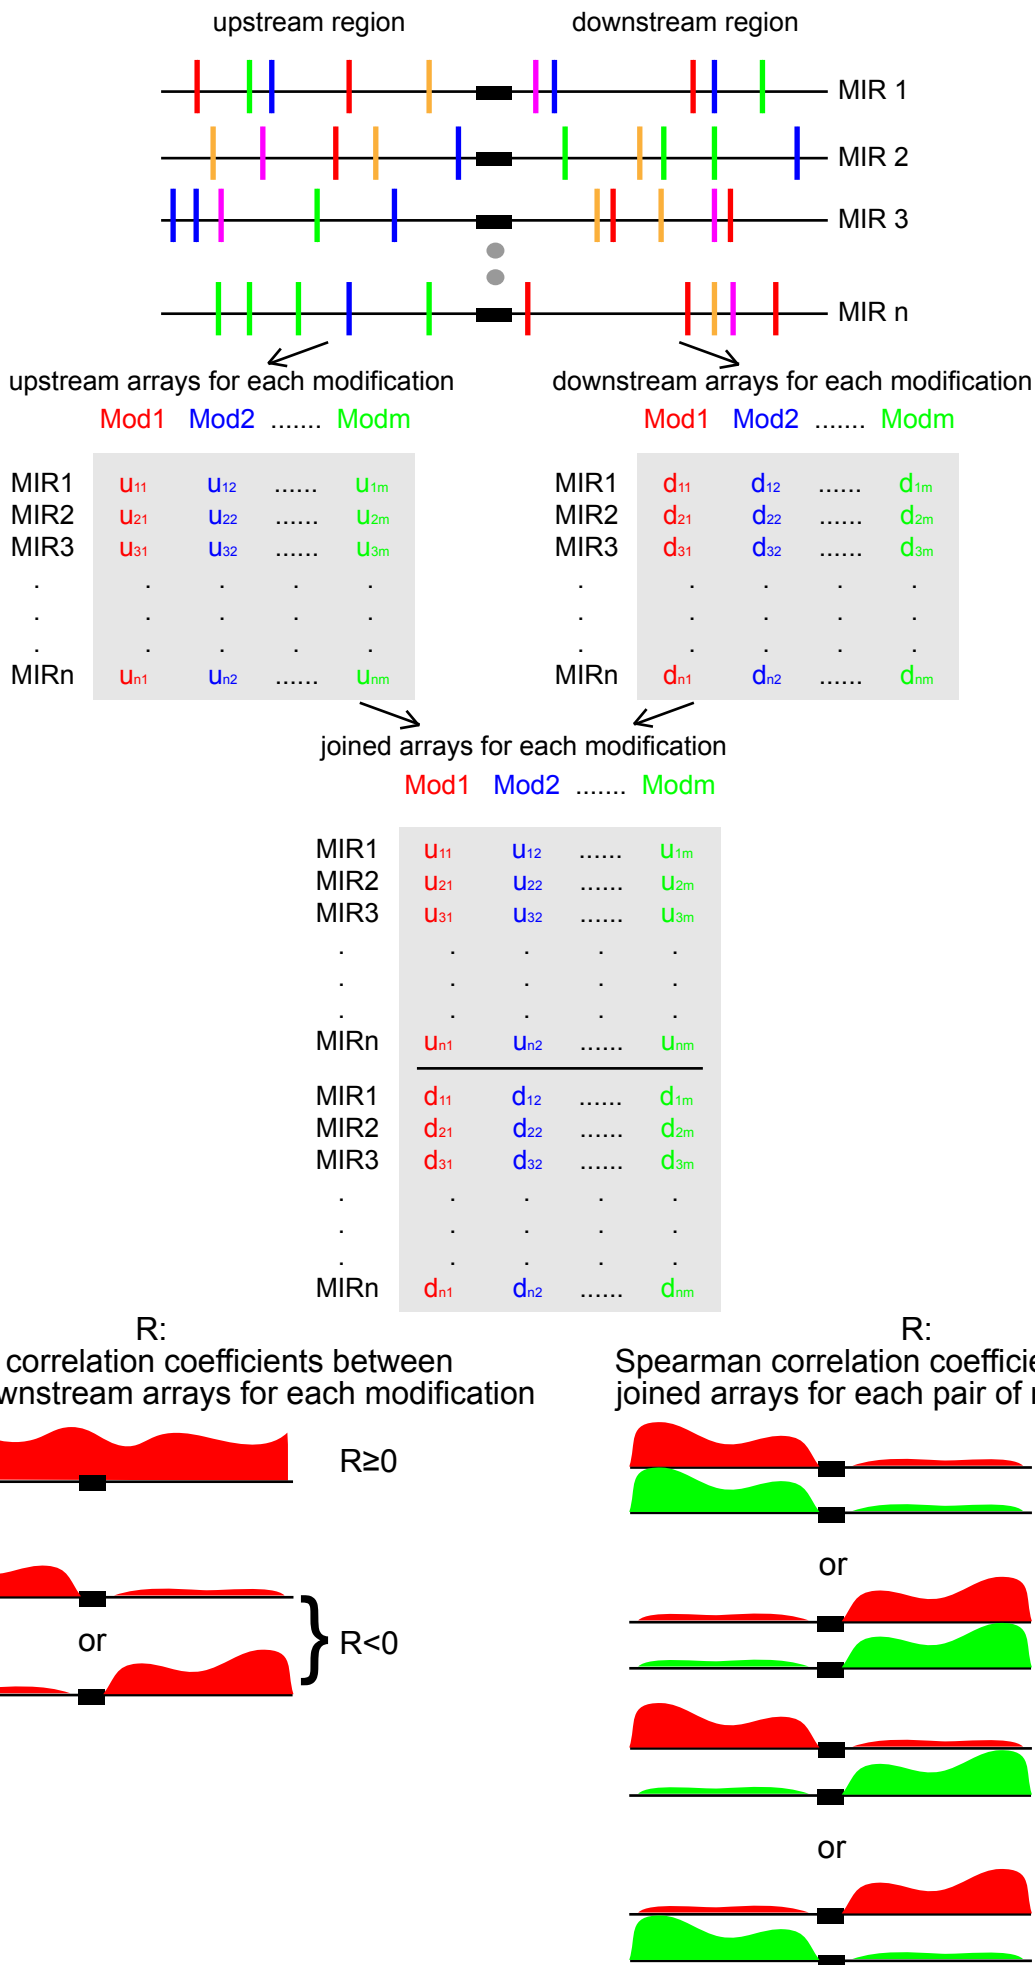 upstream region downstream region
MIR 1
MIR 2
MIR 3
MIR n
upstream arrays for each modification downstream arrays for each modification
Mod1 Mod2 ....... Modm Mod1 Mod2 ....... Modm
MIR1 u11 u12 ...... u1m MIR1 d11 d12 ...... d1m
MIR2 u21 u22 ...... u2m MIR2 d21 d22 ...... d2m
MIR3 u31 u32 ...... u3m MIR3 d31 d32 ...... d3m
. . . . . . . . . .
. . . . . . . . . .
. . . . . . . . . .
MIRn un1 un2 ...... unm MIRn dn1 dn2 ...... dnm
joined arrays for each modification
Mod1 Mod2 ....... Modm
MIR1 u11 u12 ...... u1m
MIR2 u21 u22 ...... u2m
MIR3 u31 u32 ...... u3m
. . . . .
. . . . .
. . . . .
MIRn un1 un2 ...... unm
MIR1 d11 d12 ...... d1m
MIR2 d21 d22 ...... d2m
MIR3 d31 d32 ...... d3m
. . . . .
. . . . .
. . . . .
MIRn dn1 dn2 ...... dnm
R:
correlation coefficients between
arrays for each modification
R≥0
or
} R<0
R:
Spearman correlation
joined arrays for each pair of
or
or